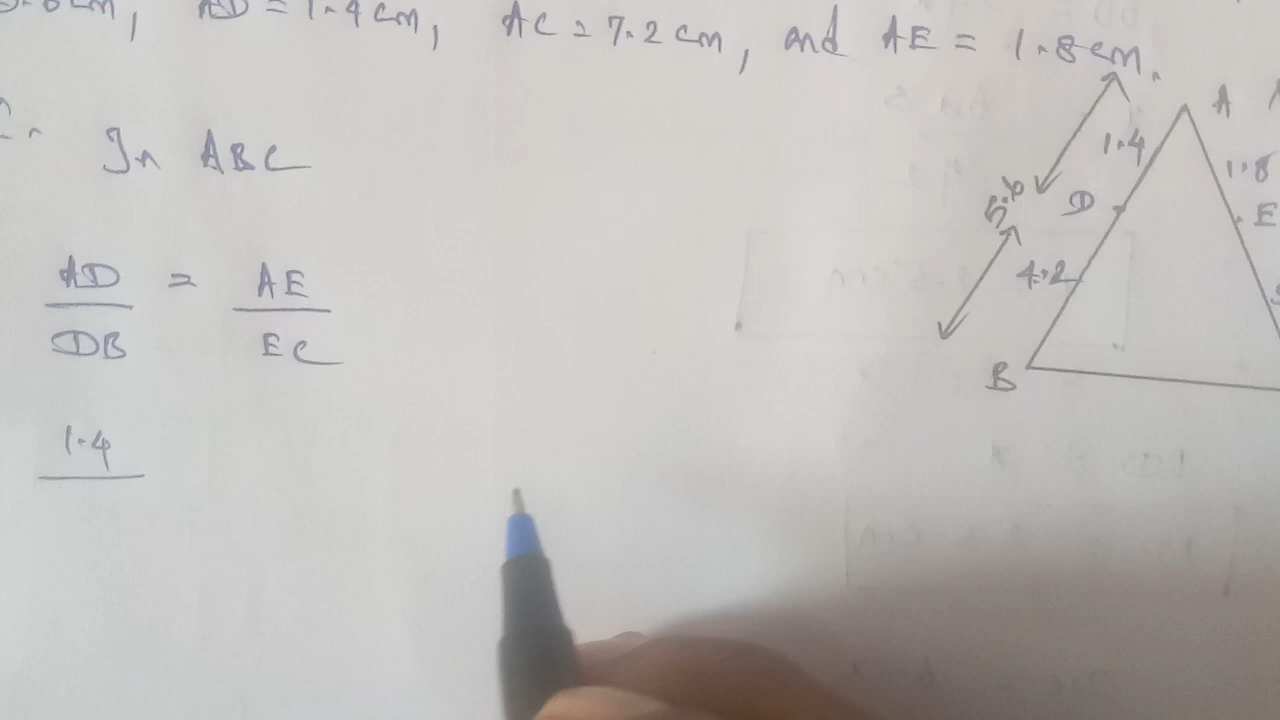 AD = 1.4 cm, AC = 7.2 cm, and AE = 1.8 cm.
In ABC
AD = AE
DB EC
1.4
A
1.4
1.8
5.6
D
E
4.2
B